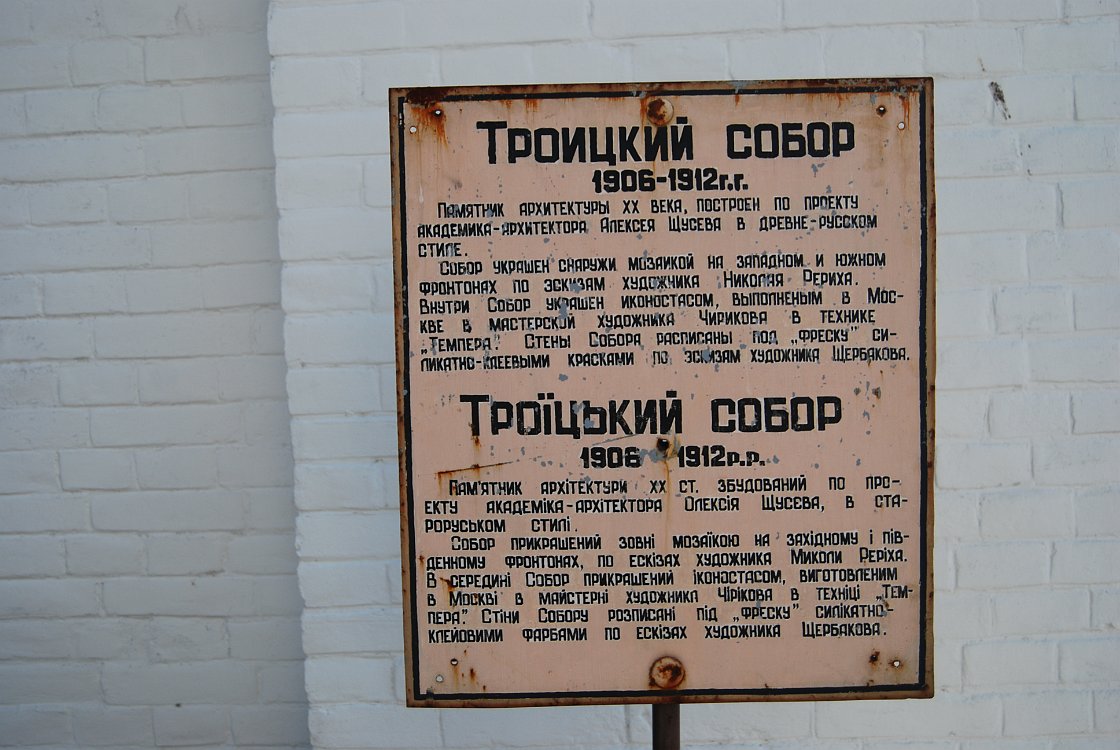 Троицкий собор
1906-1912г.г.
Памятник архитектуры XX века, построен по проекту
академика-архитектора Алексея Щусева в древне-русском
стиле.
Собор украшен снаружи мозаикой на западном и южном
фронтонах по эскизам художника Николая Рериха.
Внутри Собор украшен иконостасом, выполненым в Мос-
кве в мастерской художника Чирикова в технике
„Темпера". Стены Собора расписаны под „фреску" си-
ликатно-клеевыми красками по эскизам художника Щербакова.
Троїцький собор
1906 1912р.р.
Пам'ятник архітектури XX ст. збудований по про-
екту академіка-архітектора Олексія Щусєва, в ста-
роруськом стилі.
Собор прикрашений зовні мозаїкою на західному і пів-
денному фронтонах, по ескізах художника Миколи Реріха.
В середині Собор прикрашений іконостасом, виготовленим
в Москві в майстерні художника Чірікова в техніці „Тем-
пера". Стіни Собору розписані під „фреску" силікатно-
клейовими фарбами по ескізах художника Щербакова.